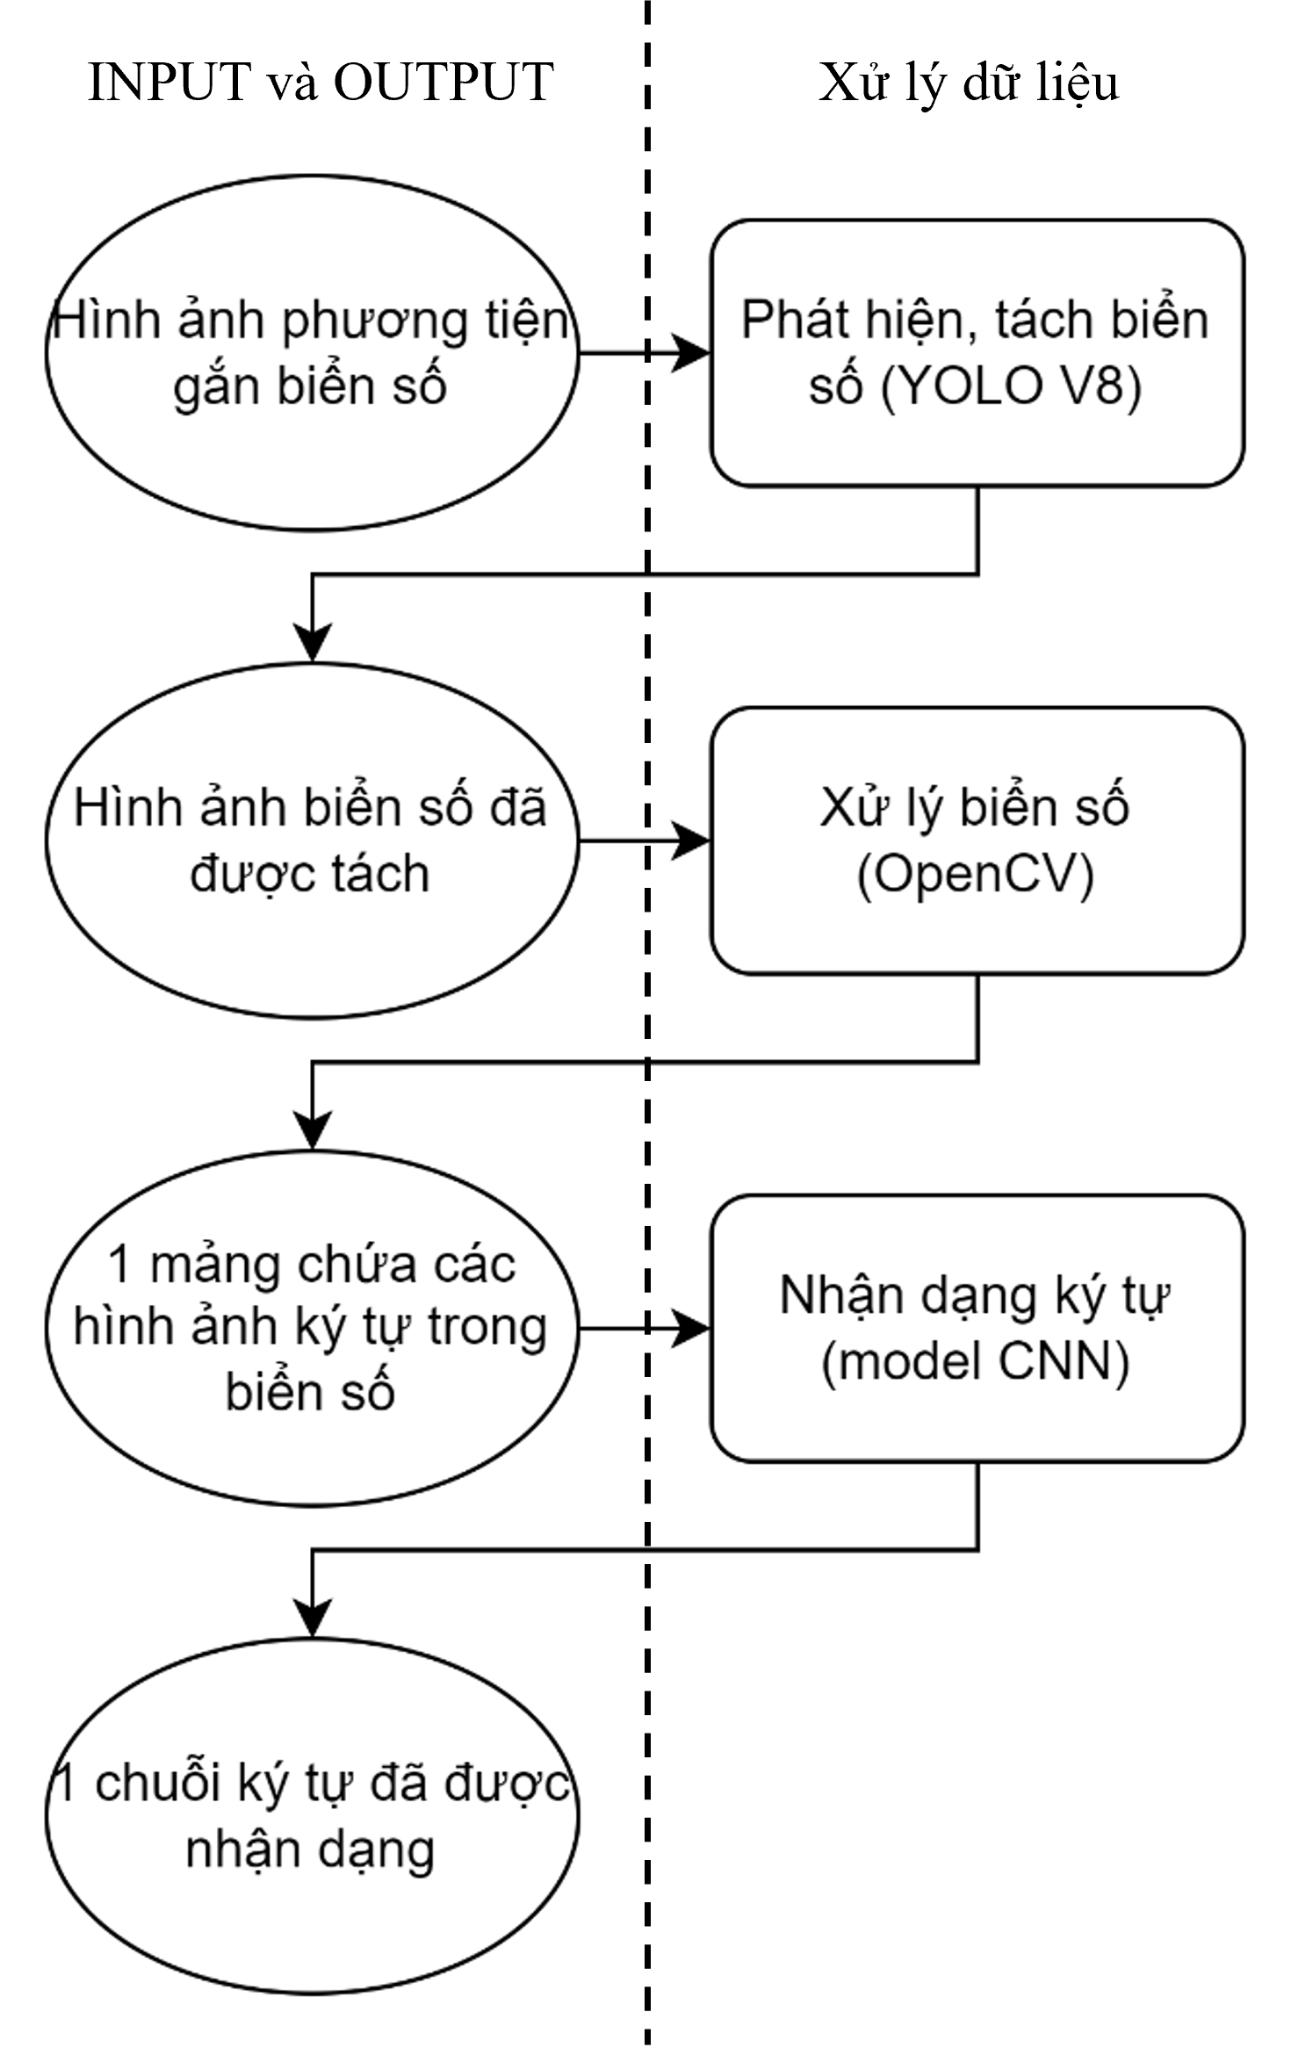 INPUT và OUTPUT
Xử lý dữ liệu
Hình ảnh phương tiện
gắn biển số
Phát hiện, tách biển
số (YOLO V8)
Hình ảnh biển số đã
được tách
Xử lý biển số
(OpenCV)
1 mảng chứa các
hình ảnh ký tự trong
biển số
Nhận dạng ký tự
(model CNN)
1 chuỗi ký tự đã được
nhận dạng